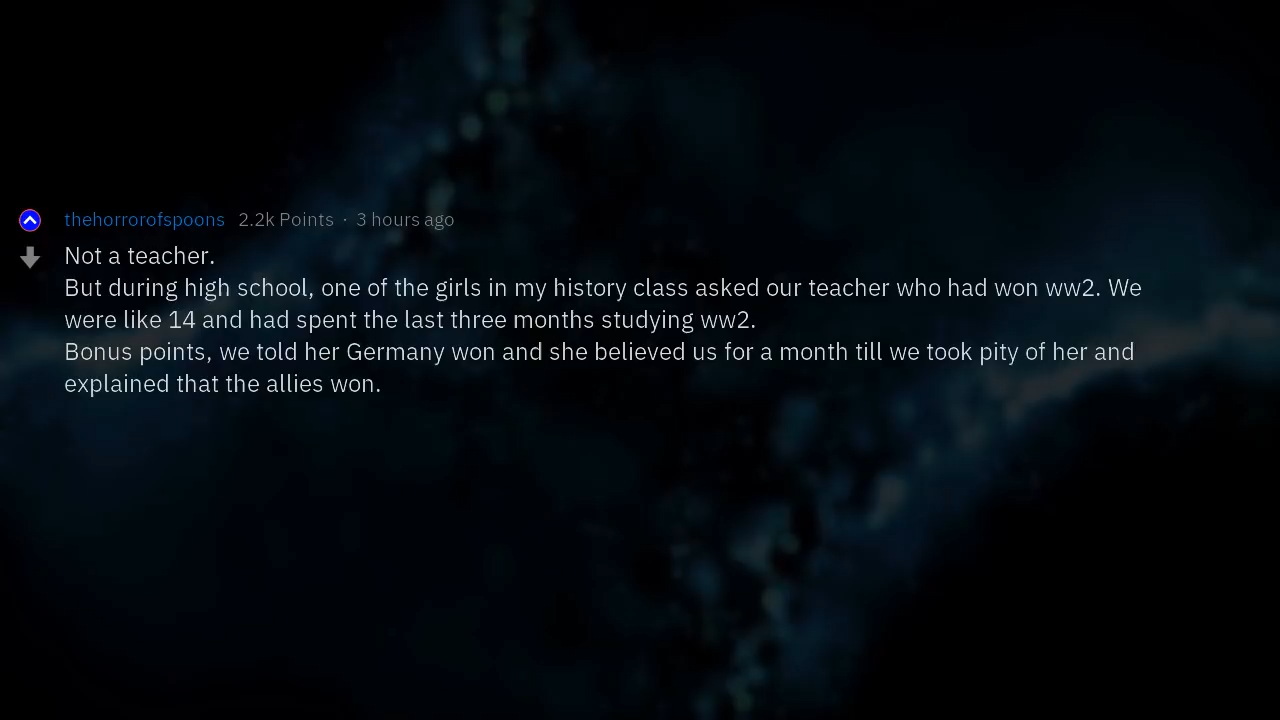 thehorrorofspoons 2.2k Points · 3 hours ago
Not a teacher.
But during high school, one of the girls in my history class asked our teacher who had won ww2. We
were like 14 and had spent the last three months studying ww2.
Bonus points, we told her Germany won and she believed us for a month till we took pity of her and
explained that the allies won.